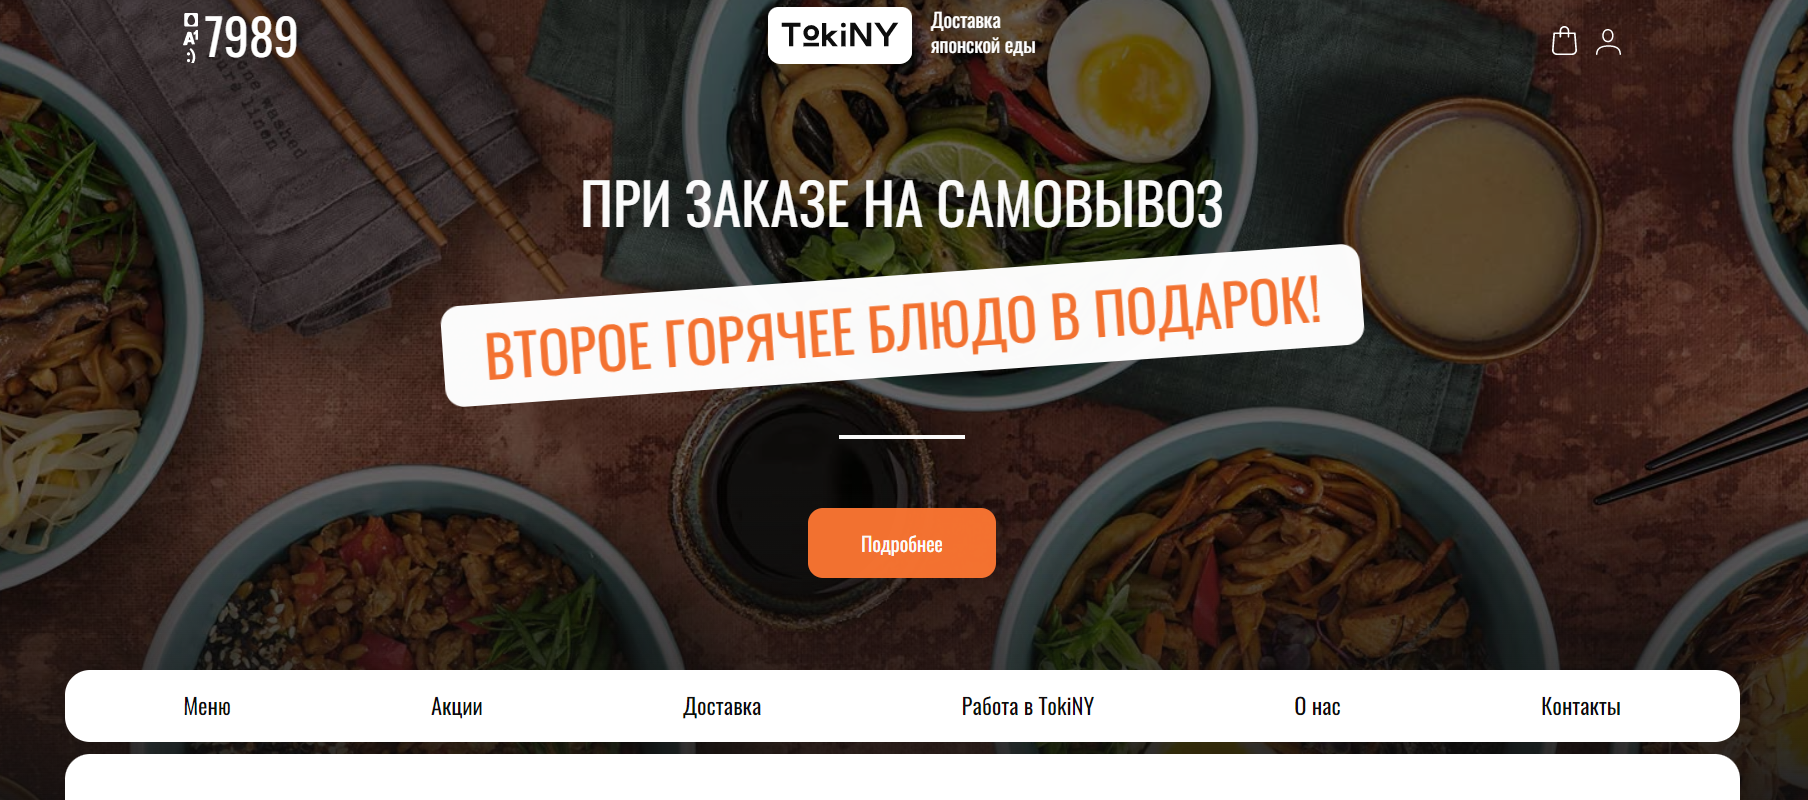 A1
:)
7989
TokiNY
Доставка
японской еды
ПРИ ЗАКАЗЕ НА САМОВЫВОЗ
ВТОРОЕ ГОРЯЧЕЕ БЛЮДО В ПОДАРОК!
Подробнее
Меню
Акции
Доставка
Работа в TokiNY
О нас
Контакты